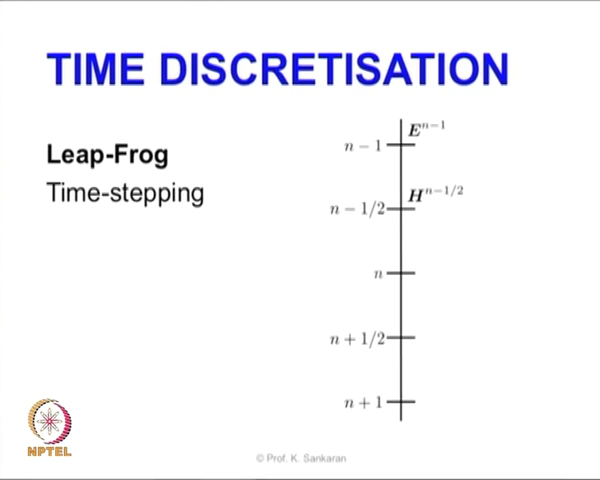 TIME DISCRETISATION
Leap-Frog
Time-stepping
n − 1
E^{n−1}
n − 1/2
H^{n−1/2}
n
n + 1/2
n + 1
NPTEL
© Prof. K. Sankaran